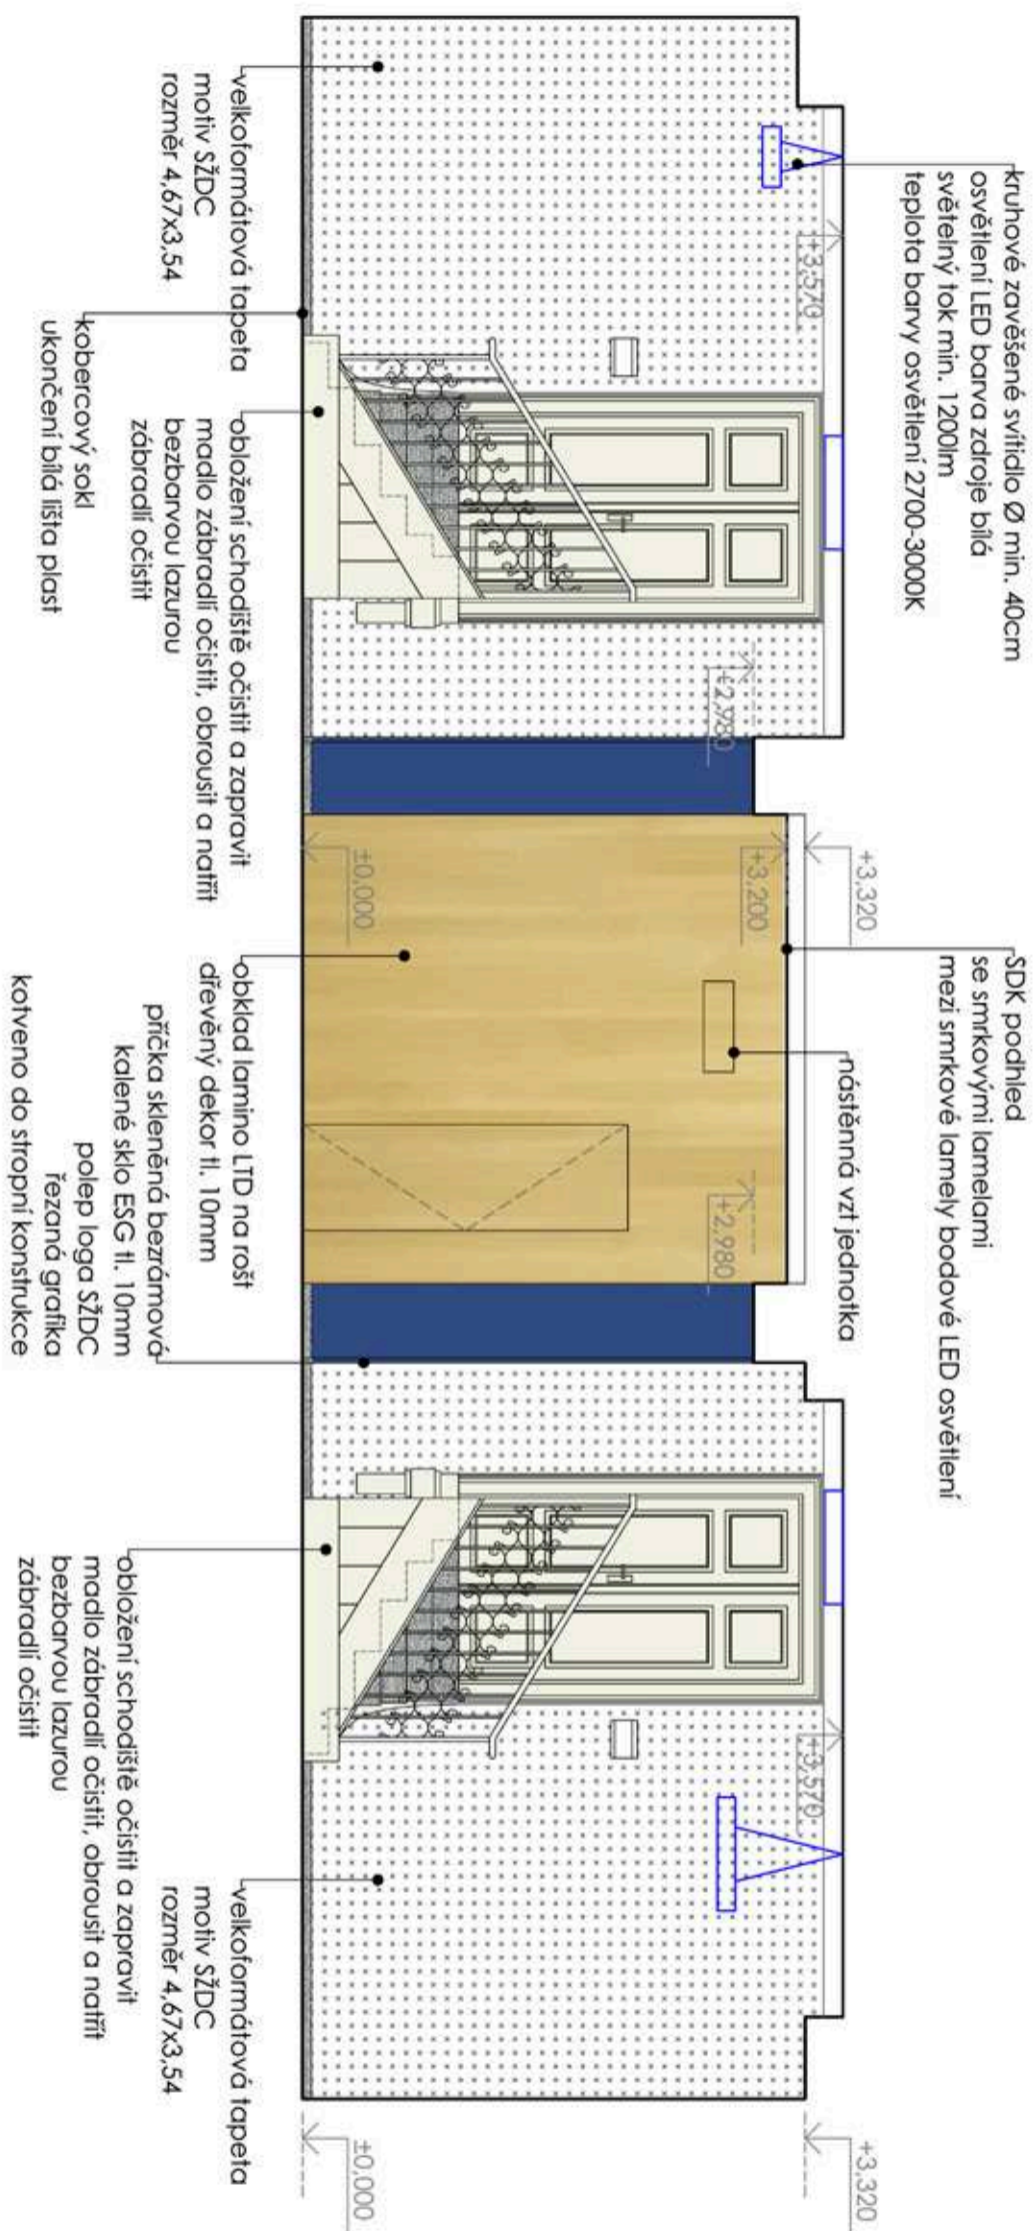 kruhové zavěšené svítidlo Ø min. 40cm
osvětlení LED barva zdroje bílá
světelný tok min. 1200lm
teplota barvy osvětlení 2700-3000K
SDK podhled
se smrkovými lamelami
mezi smrkové lamely bodové LED osvětlení
nástěnná vzt jednotka
+3,570
+2,980
+3,320
+3,200
±0,000
+2,980
+3,570
+3,320
±0,000
velkoformátová tapeta
motiv SŽDC
rozměr 4,67x3,54
kobercový sokl
ukončení bílá lišta plast
obložení schodiště očistit a zapravit
madlo zábradlí očistit, obrousit a natřít
bezbarvou lazurou
zábradlí očistit
obklad lamino LTD na rošt
dřevěný dekor tl. 10mm
příčka skleněná bezrámová
kalené sklo ESG tl. 10mm
polep loga SŽDC
řezaná grafika
kotveno do stropní konstrukce
obložení schodiště očistit a zapravit
madlo zábradlí očistit, obrousit a natřít
bezbarvou lazurou
zábradlí očistit
velkoformátová tapeta
motiv SŽDC
rozměr 4,67x3,54